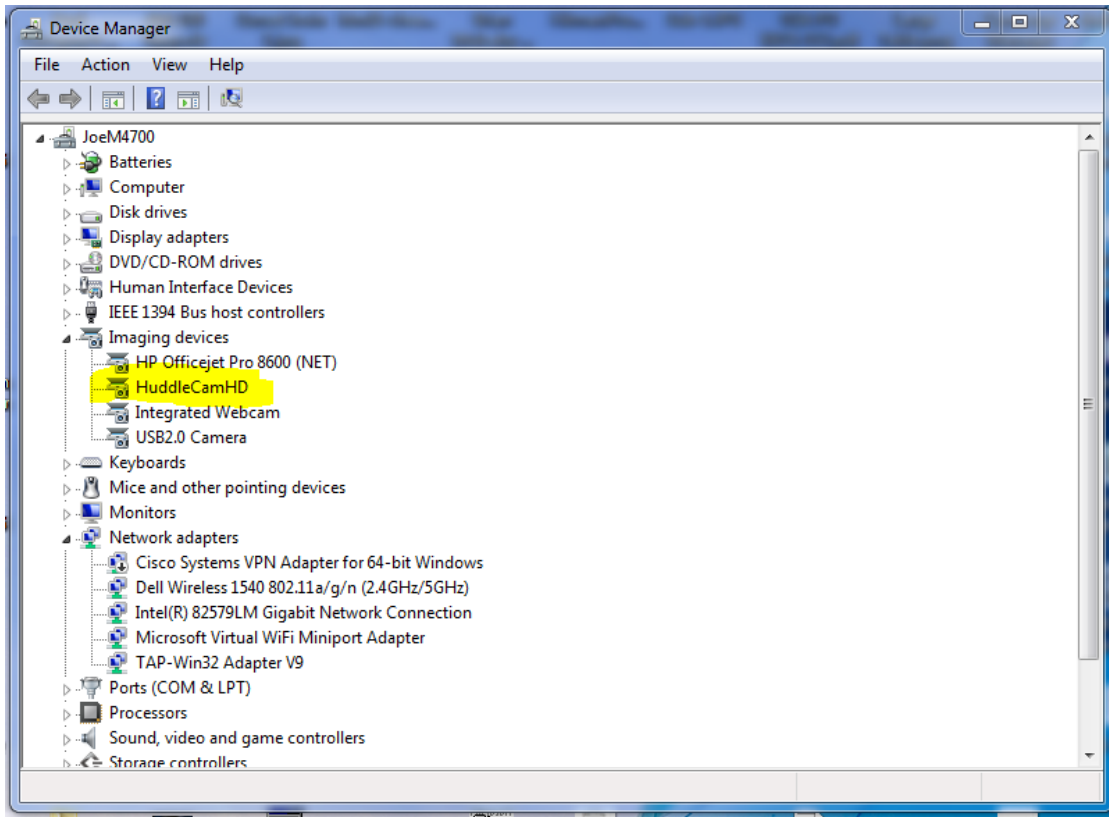 Device Manager
File Action View Help
JoeM4700
Batteries
Computer
Disk drives
Display adapters
DVD/CD-ROM drives
Human Interface Devices
IEEE 1394 Bus host controllers
Imaging devices
HP Officejet Pro 8600 (NET)
HuddleCamHD
Integrated Webcam
USB2.0 Camera
Keyboards
Mice and other pointing devices
Monitors
Network adapters
Cisco Systems VPN Adapter for 64-bit Windows
Dell Wireless 1540 802.11a/g/n (2.4GHz/5GHz)
Intel(R) 82579LM Gigabit Network Connection
Microsoft Virtual WiFi Miniport Adapter
TAP-Win32 Adapter V9
Ports (COM & LPT)
Processors
Sound, video and game controllers
Storage controllers